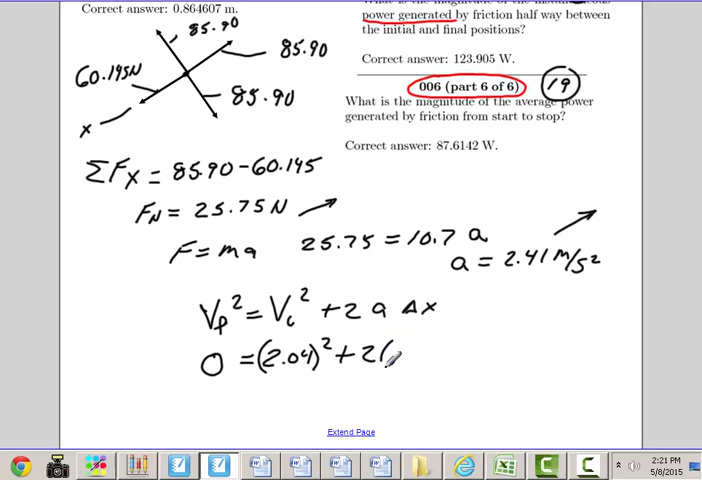 Correct answer: 0.864607 m.
power generated by friction half way between
the initial and final positions?
Correct answer: 123.905 W.
006 (part 6 of 6)
19
What is the magnitude of the average power
generated by friction from start to stop?
Correct answer: 87.6142 W.
85.90
85.90
60.145N
85.90
x
ΣFx = 85.90 - 60.145
FN = 25.75 N
F = ma
25.75 = 10.7 a
a = 2.41 m/s²
Vf² = Vi² + 2 a Δx
0 = (2.04)² + 2(
Extend Page
2:21 PM
5/8/2015